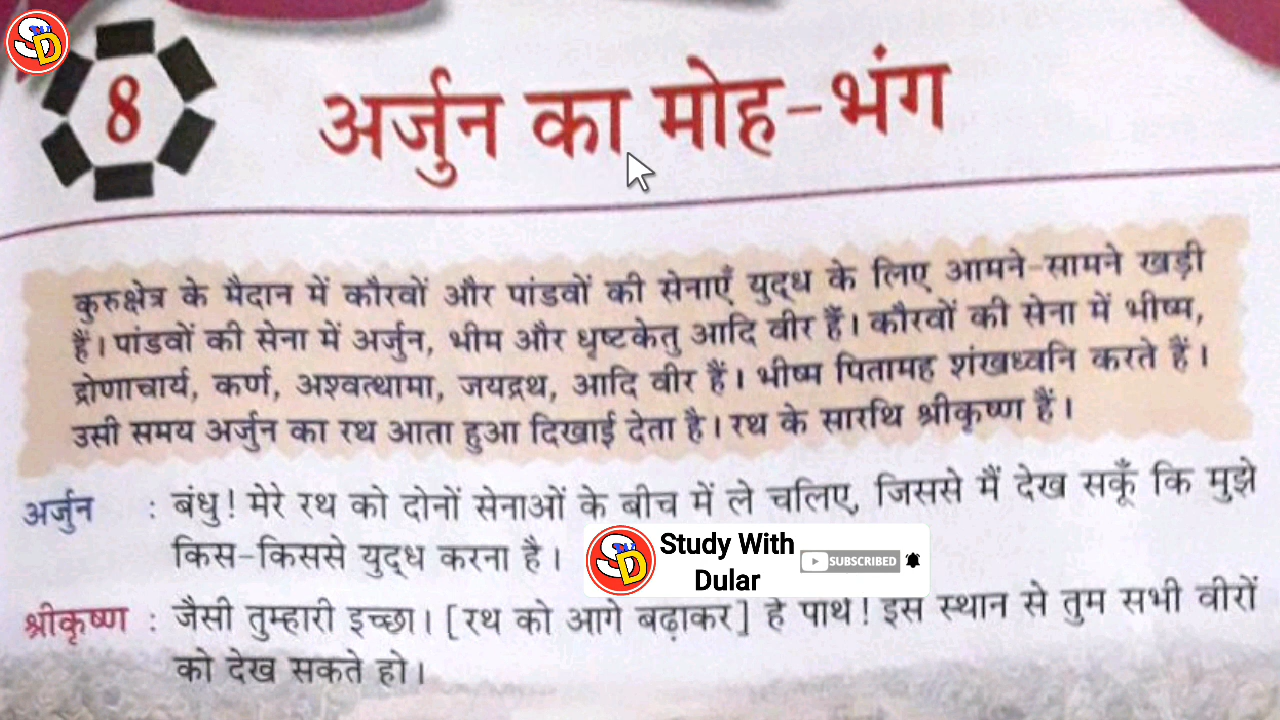 SD
8
अर्जुन का मोह-भंग
कुरुक्षेत्र के मैदान में कौरवों और पांडवों की सेनाएँ युद्ध के लिए आमने-सामने खड़ी
हैं। पांडवों की सेना में अर्जुन, भीम और धृष्टकेतु आदि वीर हैं। कौरवों की सेना में भीष्म,
द्रोणाचार्य, कर्ण, अश्वत्थामा, जयद्रथ, आदि वीर हैं। भीष्म पितामह शंखध्वनि करते हैं।
उसी समय अर्जुन का रथ आता हुआ दिखाई देता है। रथ के सारथि श्रीकृष्ण हैं।
अर्जुन : बंधु! मेरे रथ को दोनों सेनाओं के बीच में ले चलिए, जिससे मैं देख सकूँ कि मुझे
किस-किससे युद्ध करना है।
SD Study With
Dular
SUBSCRIBED
श्रीकृष्ण : जैसी तुम्हारी इच्छा। [रथ को आगे बढ़ाकर] हे पार्थ! इस स्थान से तुम सभी वीरों
को देख सकते हो।